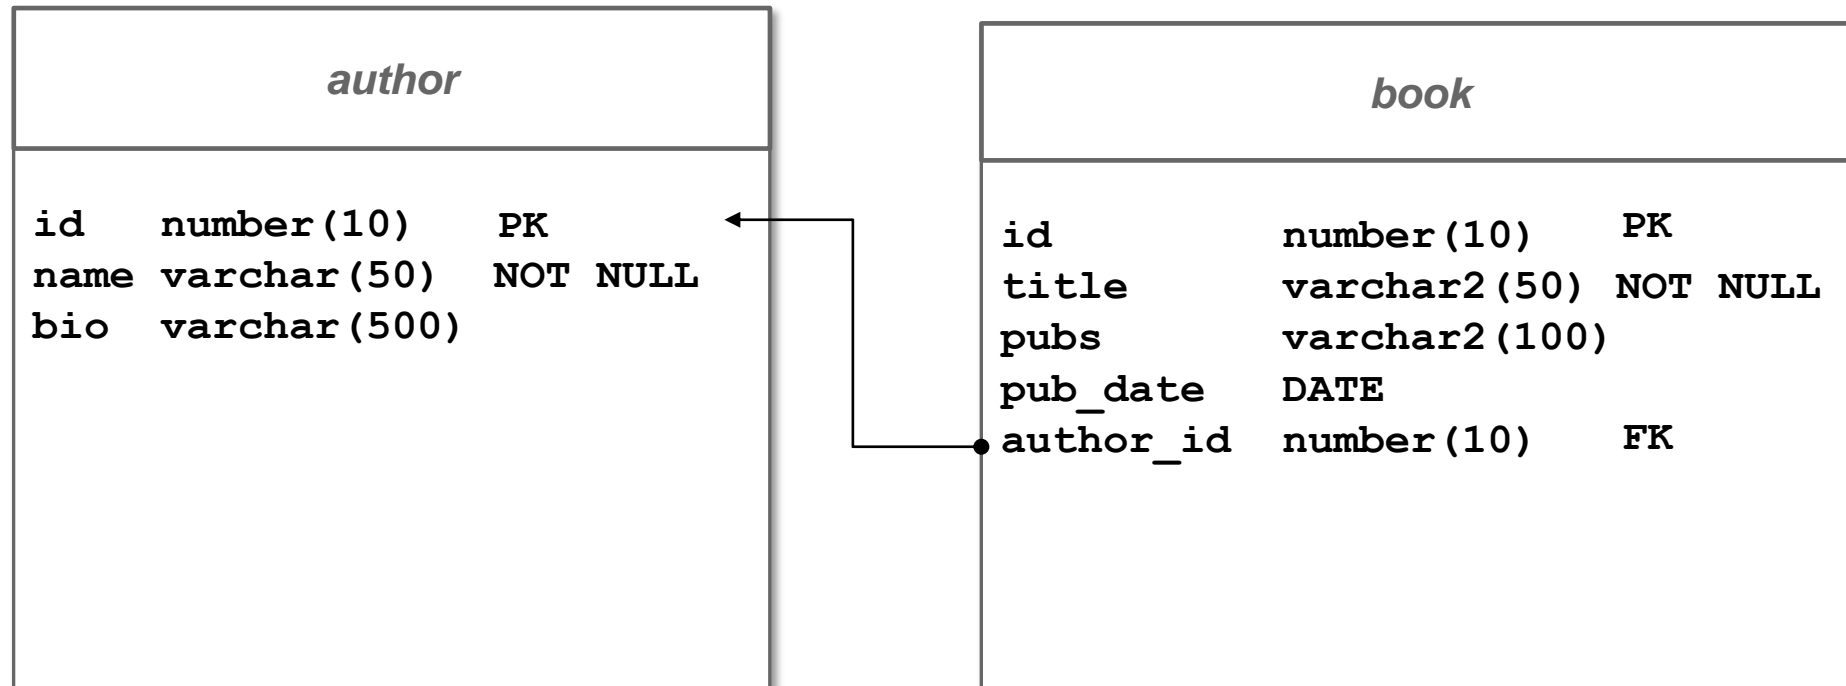 author
id number(10) PK
name varchar(50) NOT NULL
bio varchar(500)
book
id number(10) PK
title varchar2(50) NOT NULL
pubs varchar2(100)
pub_date DATE
author_id number(10) FK